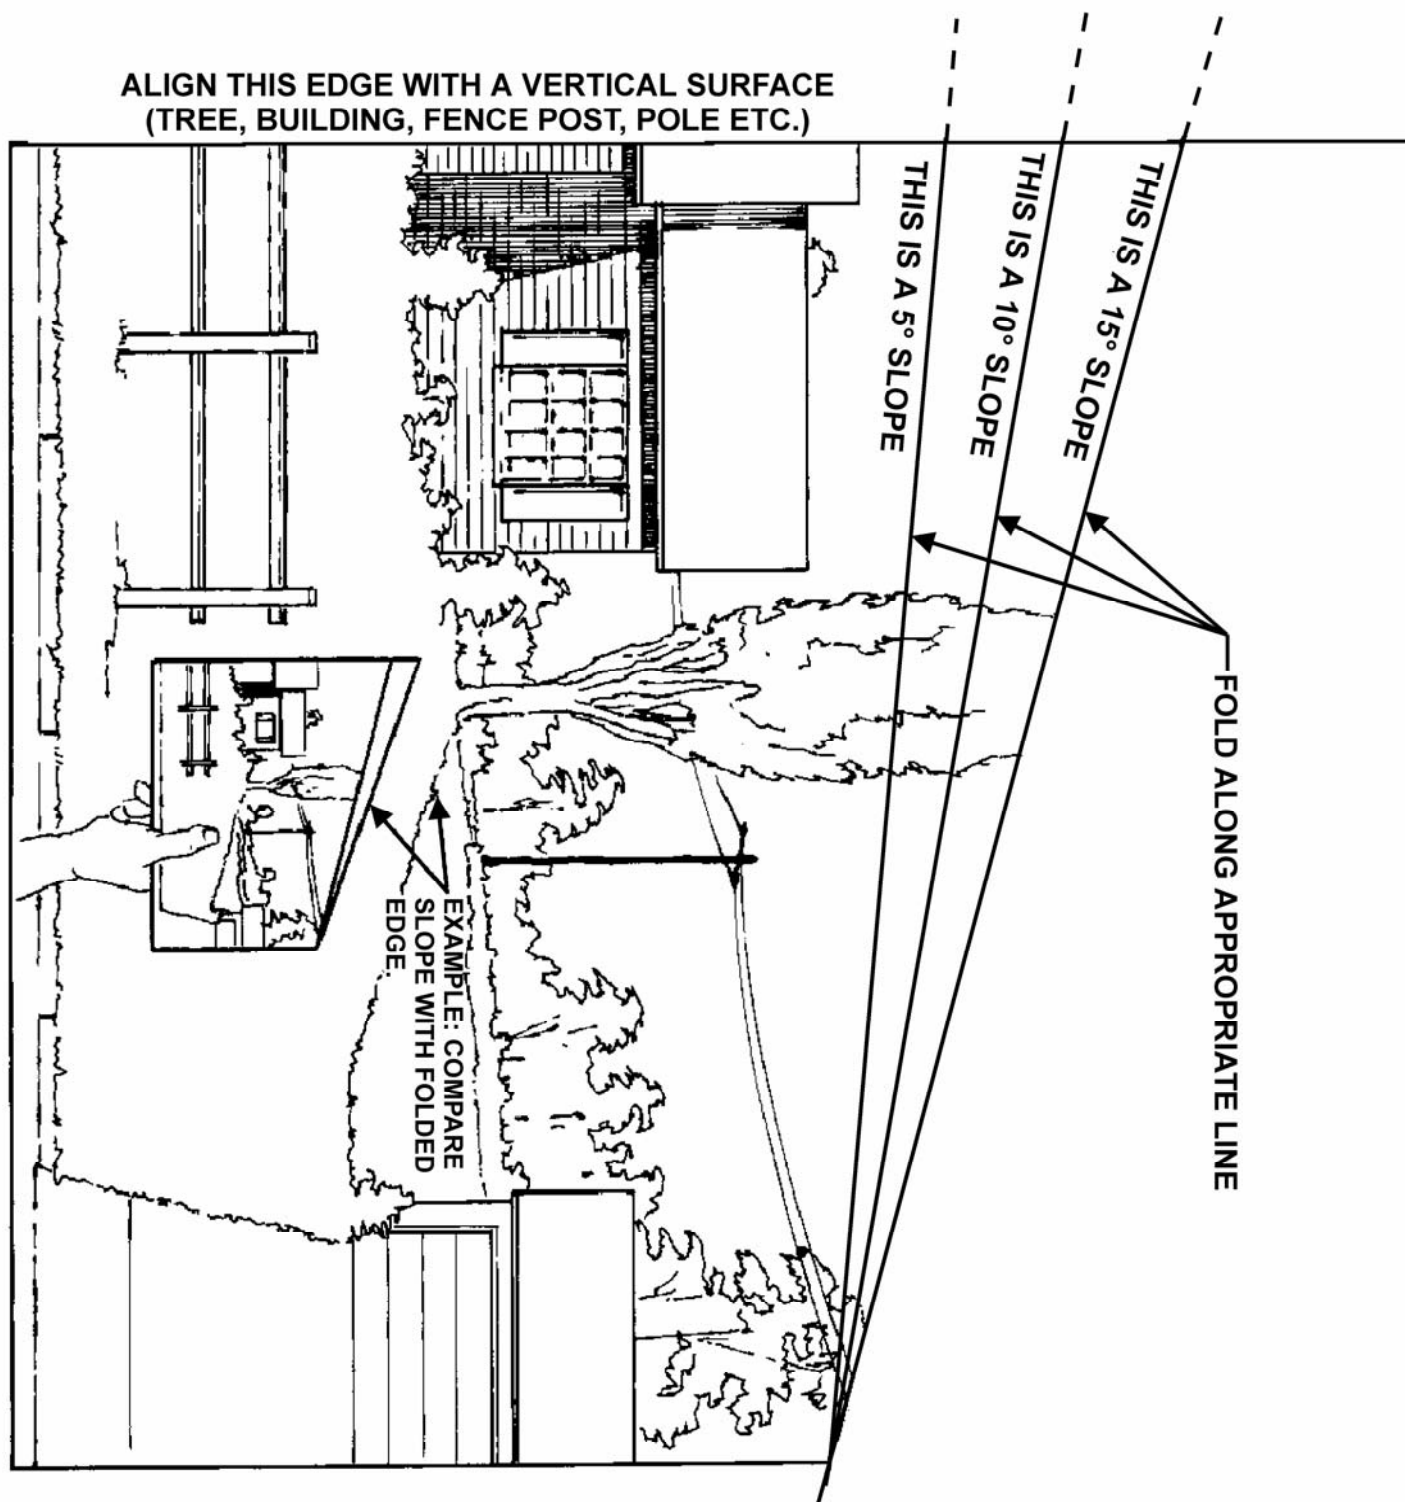 ALIGN THIS EDGE WITH A VERTICAL SURFACE
(TREE, BUILDING, FENCE POST, POLE ETC.)
THIS IS A 15° SLOPE
THIS IS A 10° SLOPE
THIS IS A 5° SLOPE
FOLD ALONG APPROPRIATE LINE
EXAMPLE: COMPARE
SLOPE WITH FOLDED
EDGE.